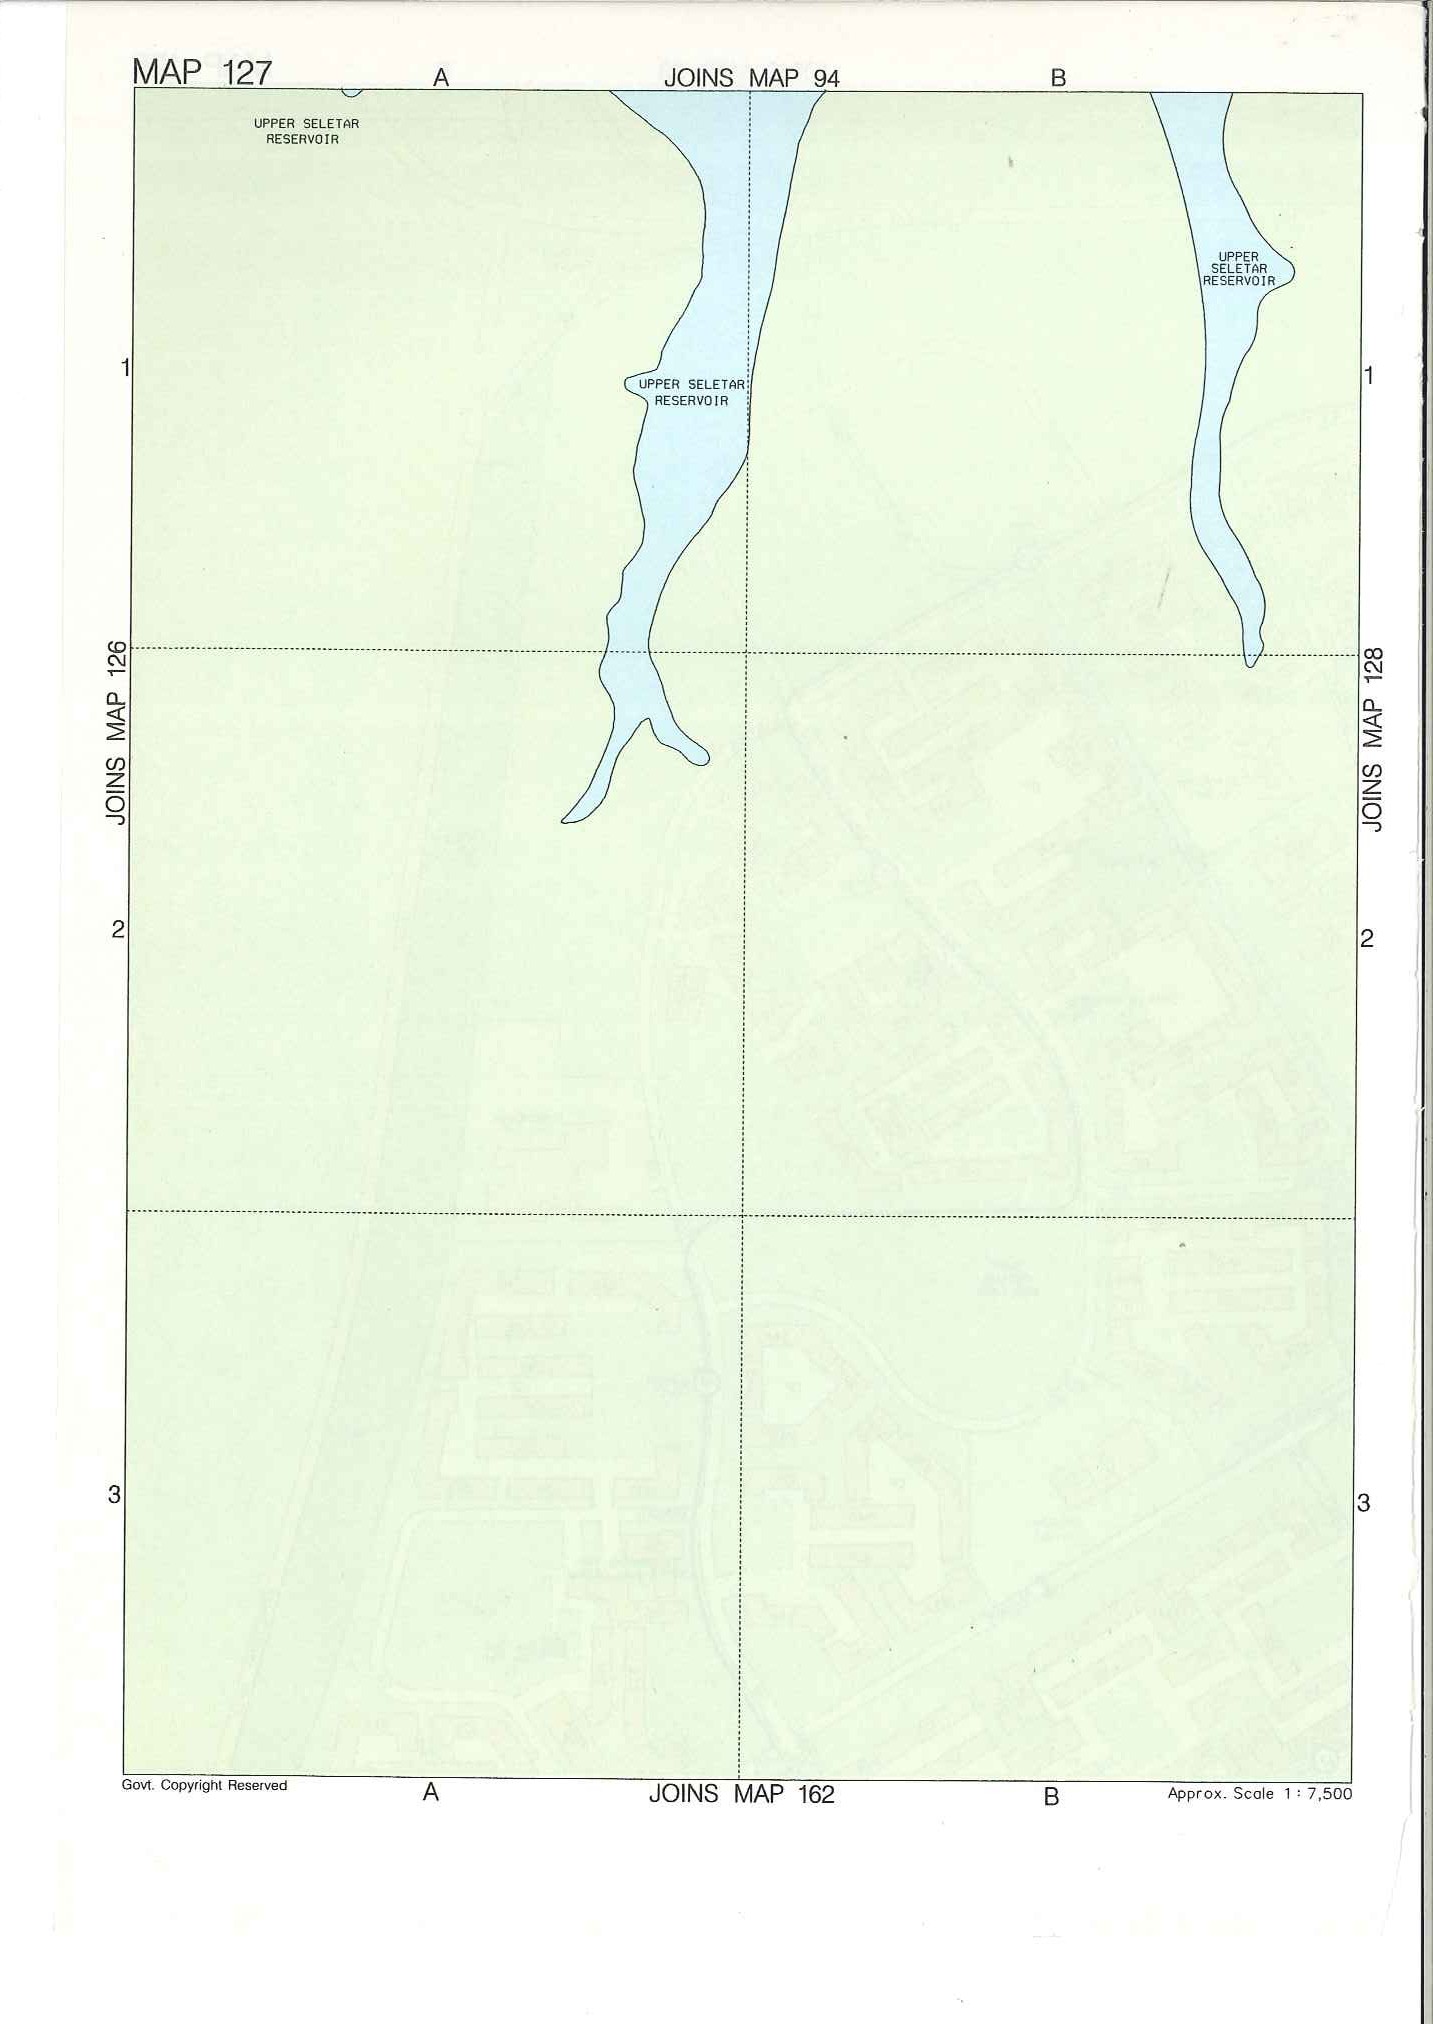 MAP 127
A
JOINS MAP 94
B
UPPER SELETAR
RESERVOIR
UPPER
SELETAR
RESERVOIR
1
1
UPPER SELETAR
RESERVOIR
JOINS MAP 126
JOINS MAP 128
2
2
3
3
Govt. Copyright Reserved
A
JOINS MAP 162
B
Approx. Scale 1 : 7,500